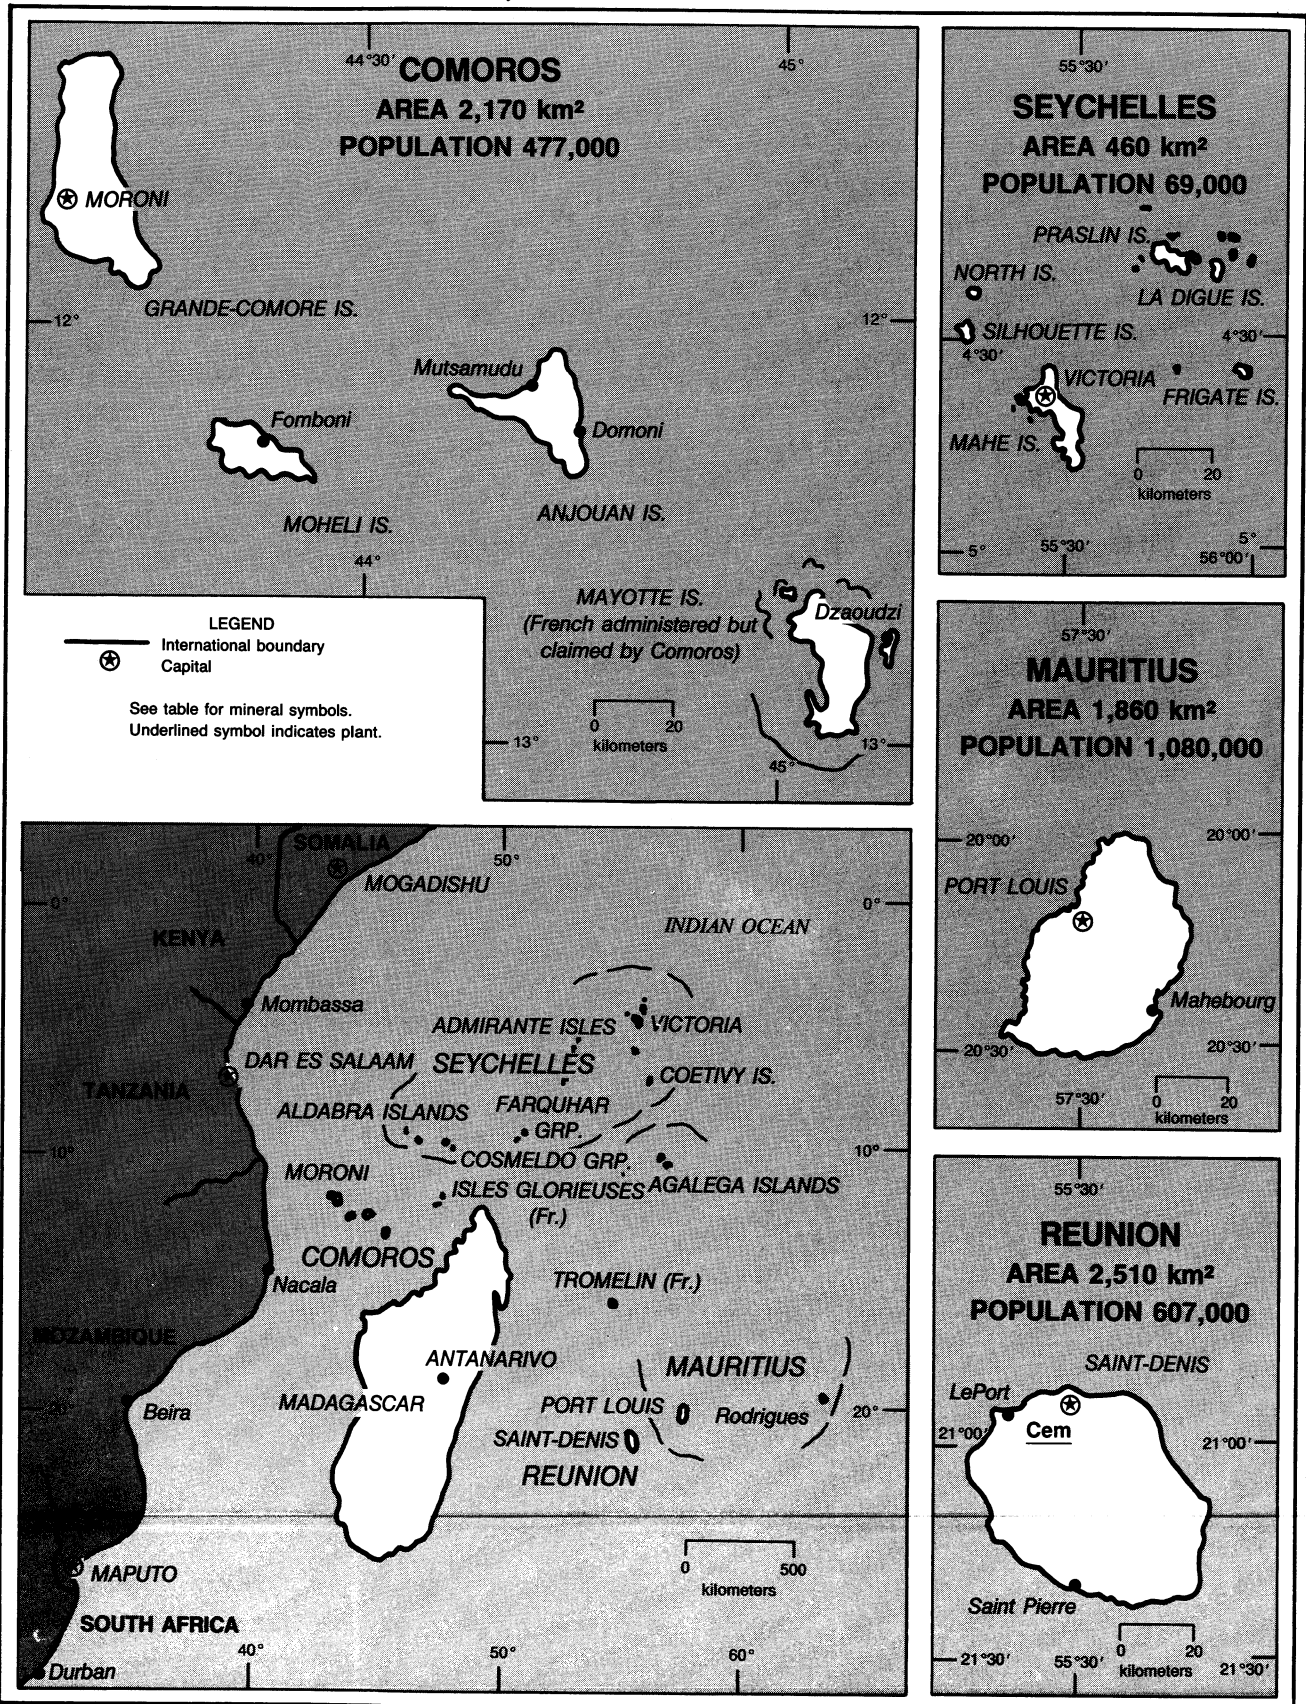 44°30'
45°
COMOROS
AREA 2,170 km²
POPULATION 477,000
MORONI
GRANDE-COMORE IS.
12°
12°
Mutsamudu
Fomboni
Domoni
MOHELI IS.
ANJOUAN IS.
44°
MAYOTTE IS.
(French administered but
claimed by Comoros)
Dzaoudzi
0 20
kilometers
13°
13°
45°
LEGEND
International boundary
Capital
See table for mineral symbols.
Underlined symbol indicates plant.
55°30'
SEYCHELLES
AREA 460 km²
POPULATION 69,000
PRASLIN IS.
NORTH IS.
LA DIGUE IS.
SILHOUETTE IS.
4°30'
4°30'
VICTORIA
FRIGATE IS.
MAHE IS.
0 20
kilometers
5°
55°30'
5°
56°00'
57°30'
MAURITIUS
AREA 1,860 km²
POPULATION 1,080,000
20°00'
20°00'
PORT LOUIS
Mahebourg
20°30'
20°30'
57°30'
0 20
kilometers
55°30'
REUNION
AREA 2,510 km²
POPULATION 607,000
SAINT-DENIS
LePort
Cem
21°00'
21°00'
Saint Pierre
0 20
kilometers
21°30'
55°30'
21°30'
SOMALIA
40°
50°
MOGADISHU
0°
0°
INDIAN OCEAN
KENYA
Mombassa
ADMIRANTE ISLES
VICTORIA
DAR ES SALAAM
SEYCHELLES
COETIVY IS.
TANZANIA
ALDABRA ISLANDS
FARQUHAR
GRP.
10°
10°
COSMELDO GRP.
MORONI
ISLES GLORIEUSES
(Fr.)
AGALEGA ISLANDS
COMOROS
Nacala
TROMELIN (Fr.)
MOZAMBIQUE
ANTANARIVO
MAURITIUS
MADAGASCAR
PORT LOUIS
Rodrigues
20°
20°
Beira
SAINT-DENIS
REUNION
0 500
kilometers
MAPUTO
SOUTH AFRICA
40°
50°
60°
Durban